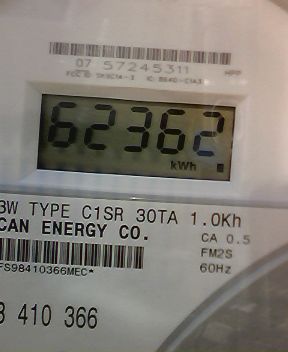 07 57245311
62362
kWh
3W TYPE C1SR 30TA 1.0Kh
CAN ENERGY CO.
CA 0.5
FM2S
FS98410366MEC*
60Hz
410 366